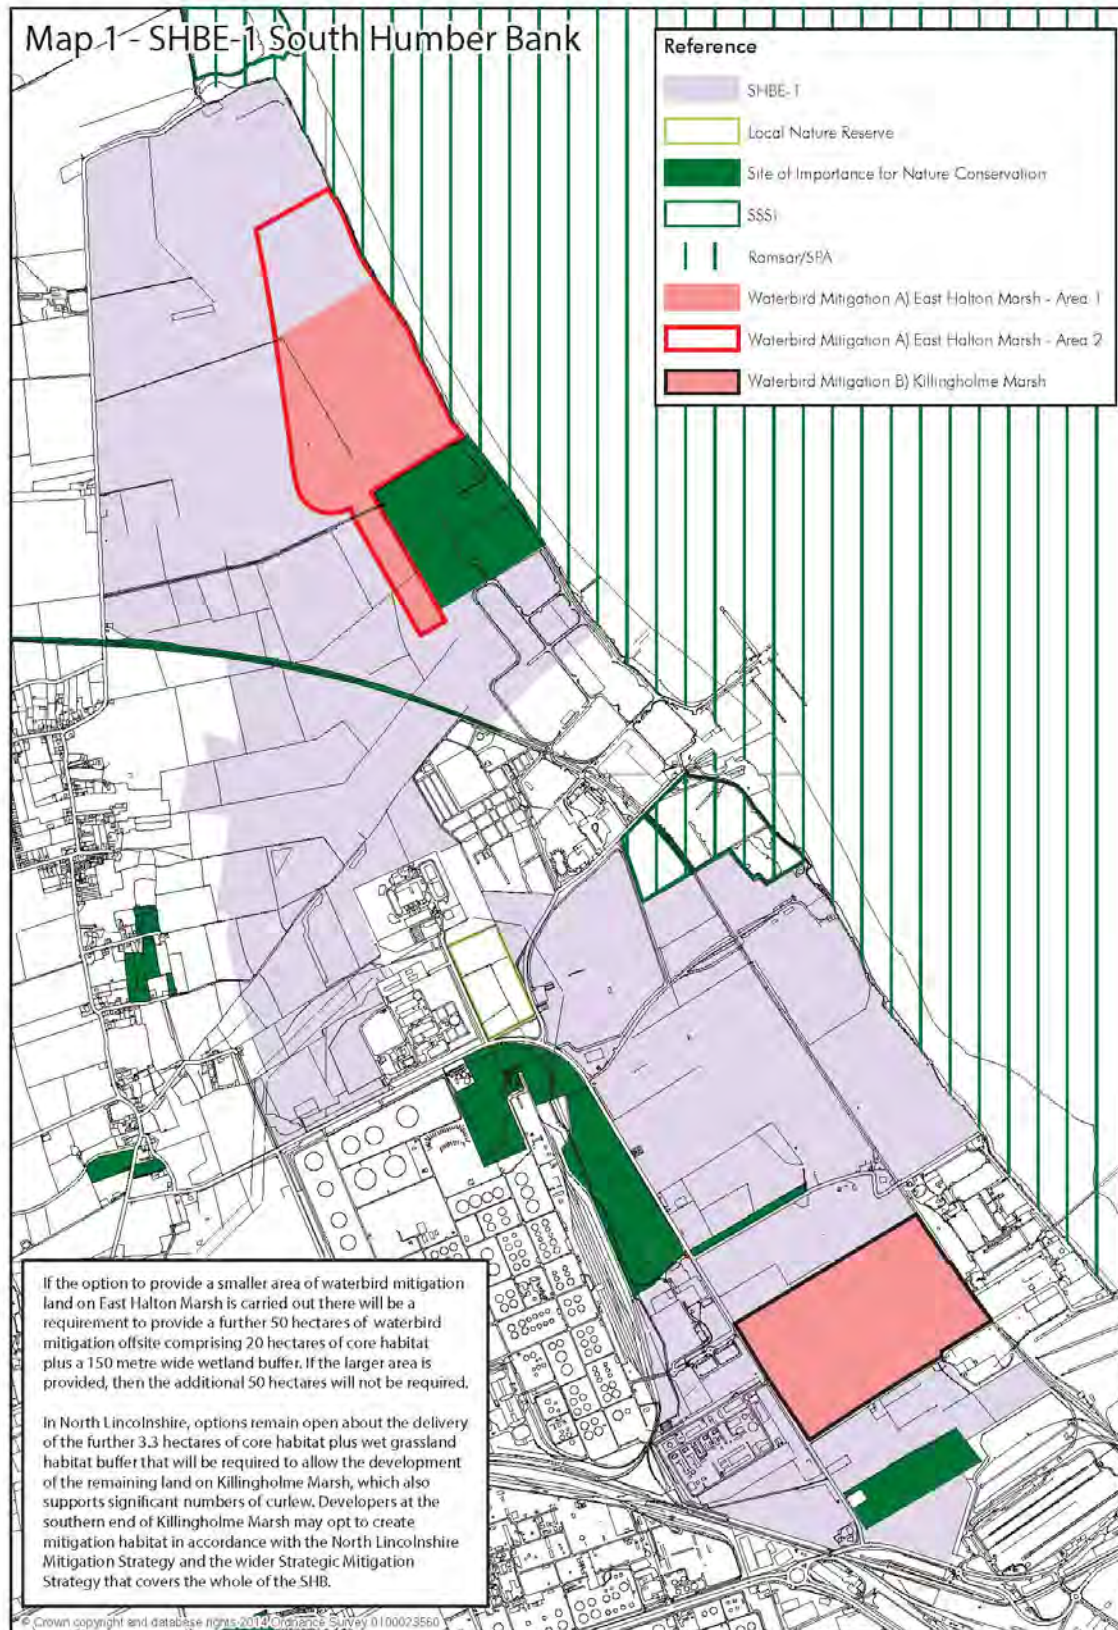 Map 1 - SHBE-1 South Humber Bank
Reference
SHBE-1
Local Nature Reserve
Site of Importance for Nature Conservation
SSSI
Ramsar/SPA
Waterbird Mitigation A) East Halton Marsh - Area 1
Waterbird Mitigation A) East Halton Marsh - Area 2
Waterbird Mitigation B) Killingholme Marsh
If the option to provide a smaller area of waterbird mitigation
land on East Halton Marsh is carried out there will be a
requirement to provide a further 50 hectares of waterbird
mitigation offsite comprising 20 hectares of core habitat
plus a 150 metre wide wetland buffer. If the larger area is
provided, then the additional 50 hectares will not be required.
In North Lincolnshire, options remain open about the delivery
of the further 3.3 hectares of core habitat plus wet grassland
habitat buffer that will be required to allow the development
of the remaining land on Killingholme Marsh, which also
supports significant numbers of curlew. Developers at the
southern end of Killingholme Marsh may opt to create
mitigation habitat in accordance with the North Lincolnshire
Mitigation Strategy and the wider Strategic Mitigation
Strategy that covers the whole of the SHB.
© Crown copyright and database rights 2014 Ordnance Survey 0100023560